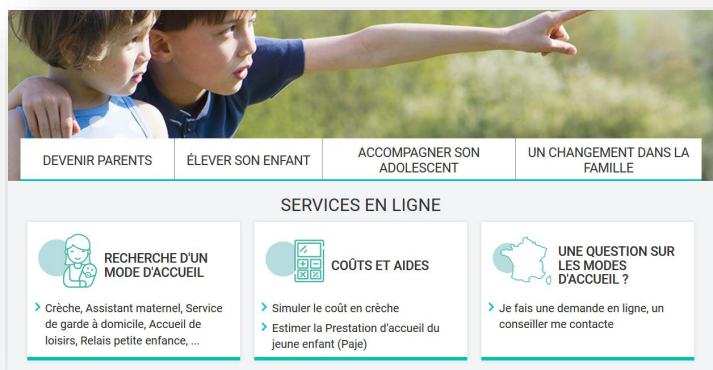 DEVENIR PARENTS
ÉLEVER SON ENFANT
ACCOMPAGNER SON
ADOLESCENT
UN CHANGEMENT DANS LA
FAMILLE
SERVICES EN LIGNE
RECHERCHE D'UN
MODE D'ACCUEIL
Crèche, Assistant maternel, Service
de garde à domicile, Accueil de
loisirs, Relais petite enfance, ...
COÛTS ET AIDES
Simuler le coût en crèche
Estimer la Prestation d'accueil du
jeune enfant (Paje)
UNE QUESTION SUR
LES MODES
D'ACCUEIL ?
Je fais une demande en ligne, un
conseiller me contacte